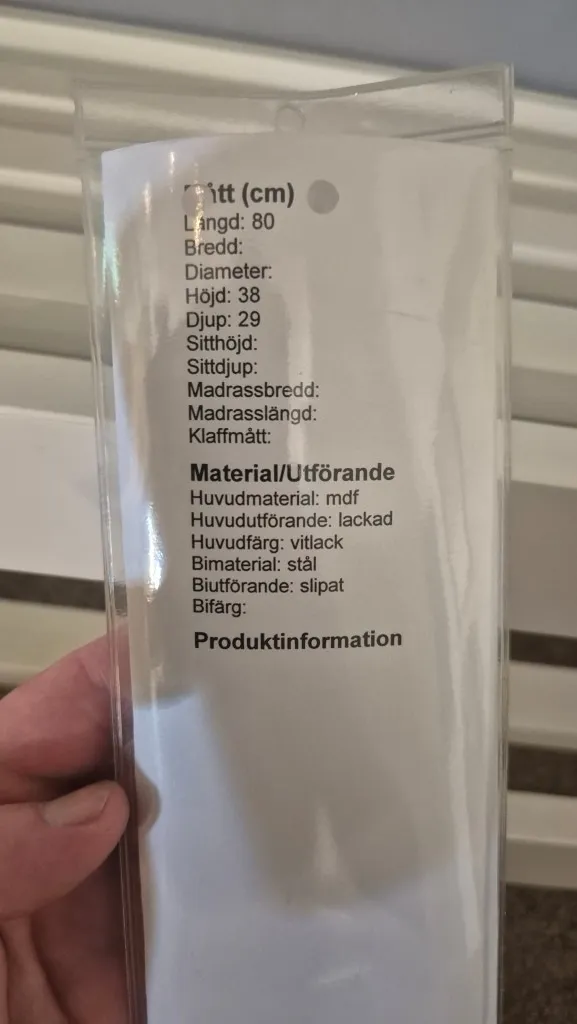 Mått (cm)
Längd: 80
Bredd:
Diameter:
Höjd: 38
Djup: 29
Sitthöjd:
Sittdjup:
Madrassbredd:
Madrasslängd:
Klaffmått:
Material/Utförande
Huvudmaterial: mdf
Huvudutförande: lackad
Huvudfärg: vitlack
Bimaterial: stål
Biutförande: slipat
Bifärg:
Produktinformation